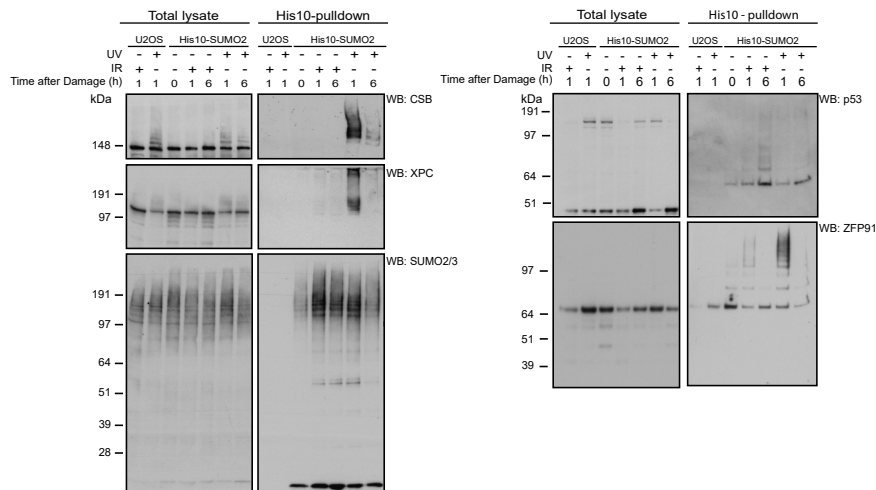 Total lysate His10-pulldown
U2OS His10-SUMO2 U2OS His10-SUMO2
UV - + - - - + + - + - - - + +
IR + - - + + - - + - - + + - -
Time after Damage (h) 1 1 0 1 6 1 6 1 1 0 1 6 1 6
kDa
WB: CSB
148
WB: XPC
191
97
WB: SUMO2/3
191
97
64
51
39
28
Total lysate His10 - pulldown
U2OS His10-SUMO2 U2OS His10-SUMO2
UV - + - - - + + - + - - - + +
IR + - - + + - - + - - + + - -
Time after Damage (h) 1 1 0 1 6 1 6 1 1 0 1 6 1 6
kDa
WB: p53
191
97
64
51
WB: ZFP91
97
64
51
39